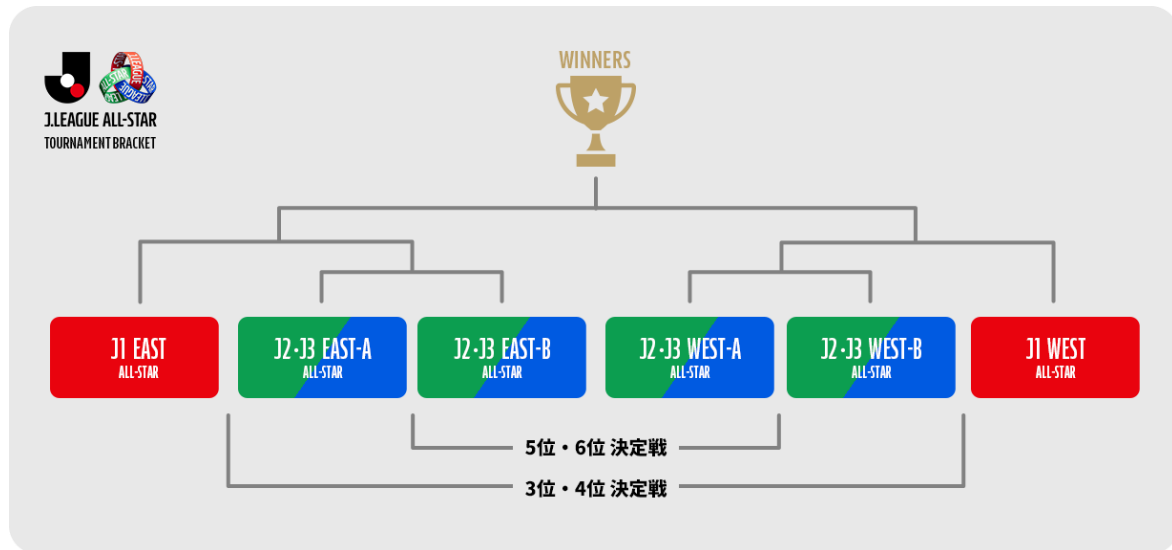 WINNERS
J.LEAGUE ALL-STAR
TOURNAMENT BRACKET
J1 EAST
ALL-STAR
J2・J3 EAST-A
ALL-STAR
J2・J3 EAST-B
ALL-STAR
J2・J3 WEST-A
ALL-STAR
J2・J3 WEST-B
ALL-STAR
J1 WEST
ALL-STAR
5位・6位 決定戦
3位・4位 決定戦